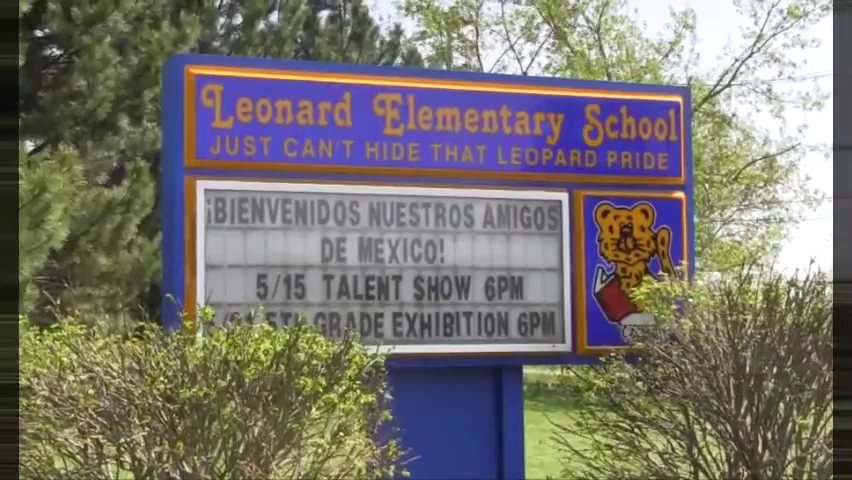 Leonard Elementary School
JUST CAN'T HIDE THAT LEOPARD PRIDE
¡BIENVENIDOS NUESTROS AMIGOS
DE MEXICO!
5/15 TALENT SHOW 6PM
5TH GRADE EXHIBITION 6PM